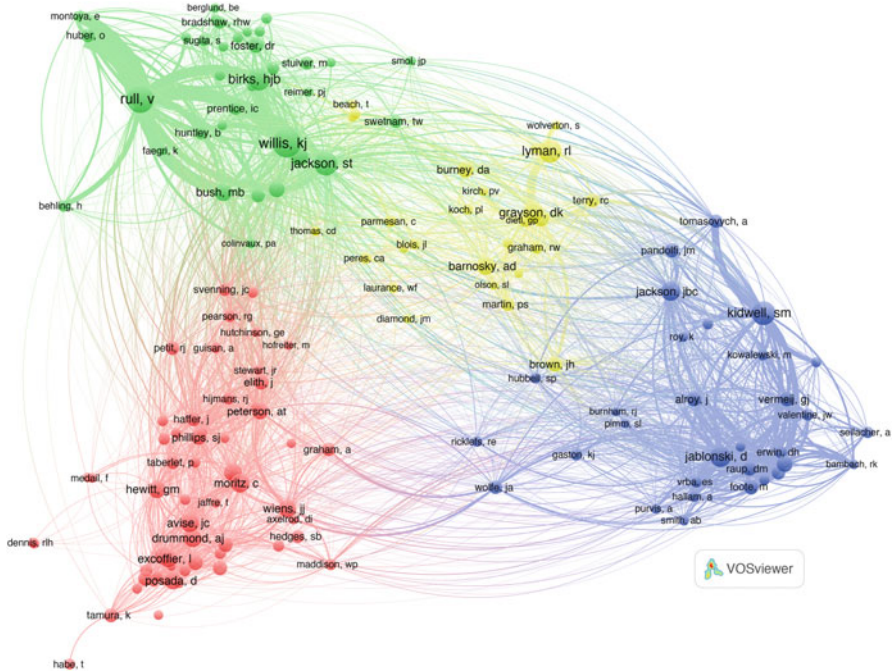 montoya, e
berglund, be
huber, o
bradshaw, rhw
sugita, s
foster, dr
stuiver, m
smol, jp
birks, hjb
rull, v
reimer, pj
beach, t
prentice, ic
swetnam, tw
wolverton, s
huntley, b
willis, kj
faegri, k
lyman, rl
jackson, st
burney, da
bush, mb
kirch, pv
terry, rc
behling, h
koch, pl
grayson, dk
dietl, gp
parmesan, c
tomasovych, a
thomas, cd
colinvaux, pa
blois, jl
graham, rw
pandolfi, jm
peres, ca
barnosky, ad
olson, sl
svenning, jc
laurance, wf
jackson, jbc
martin, ps
kidwell, sm
pearson, rg
diamond, jm
hutchinson, ge
roy, k
petit, rj
guisan, a
hofreiter, m
kowalewski, m
brown, jh
stewart, jr
hubbell, sp
elith, j
hijmans, rj
alroy, j
vermeij, gj
haffer, j
peterson, at
burnham, rj
valentine, jw
pimm, sl
phillips, sj
ricklefs, re
seilacher, a
graham, a
gaston, kj
jablonski, d
erwin, dh
taberlet, p
bambach, rk
raup, dm
medail, f
moritz, c
vrba, es
foote, m
hewitt, gm
wolfe, ja
hallam, a
jaffre, t
wiens, jj
purvis, a
axelrod, di
smith, ab
avise, jc
drummond, aj
hedges, sb
dennis, rlh
excoffier, l
maddison, wp
VOSviewer
posada, d
tamura, k
habe, t